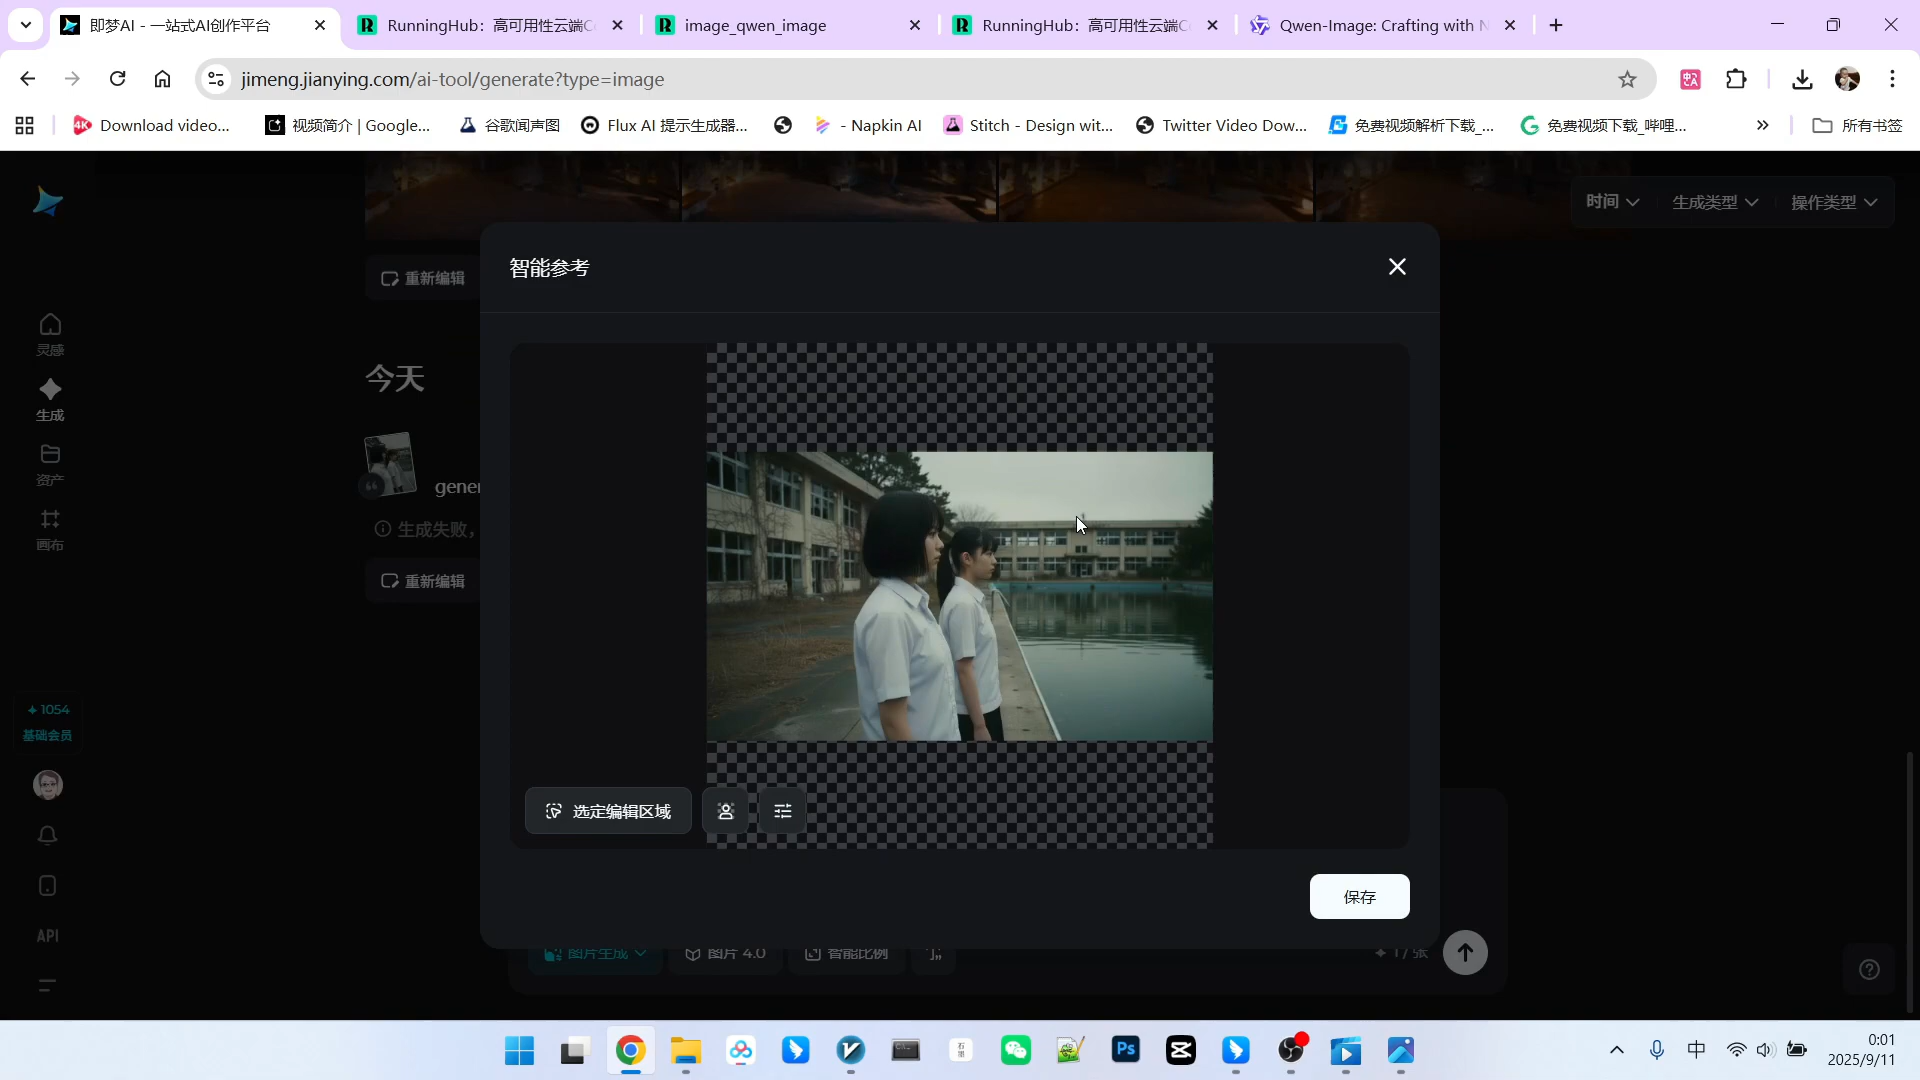 即梦AI - 一站式AI创作平台
RunningHub：高可用性云端C
image_qwen_image
RunningHub：高可用性云端C
Qwen-Image: Crafting with N
jimeng.jianying.com/ai-tool/generate?type=image
Download video...
视频简介 | Google...
谷歌闻声图
Flux AI 提示生成器...
- Napkin AI
Stitch - Design wit...
Twitter Video Dow...
免费视频解析下载_...
免费视频下载_哔哩...
所有书签
时间
生成类型
操作类型
智能参考
重新编辑
灵感
今天
生成
资产
gener
生成失败，
画布
重新编辑
1054
基础会员
选定编辑区域
保存
API
图片生成
图片 4.0
智能比例
1 / 张
中
0:01
2025/9/11